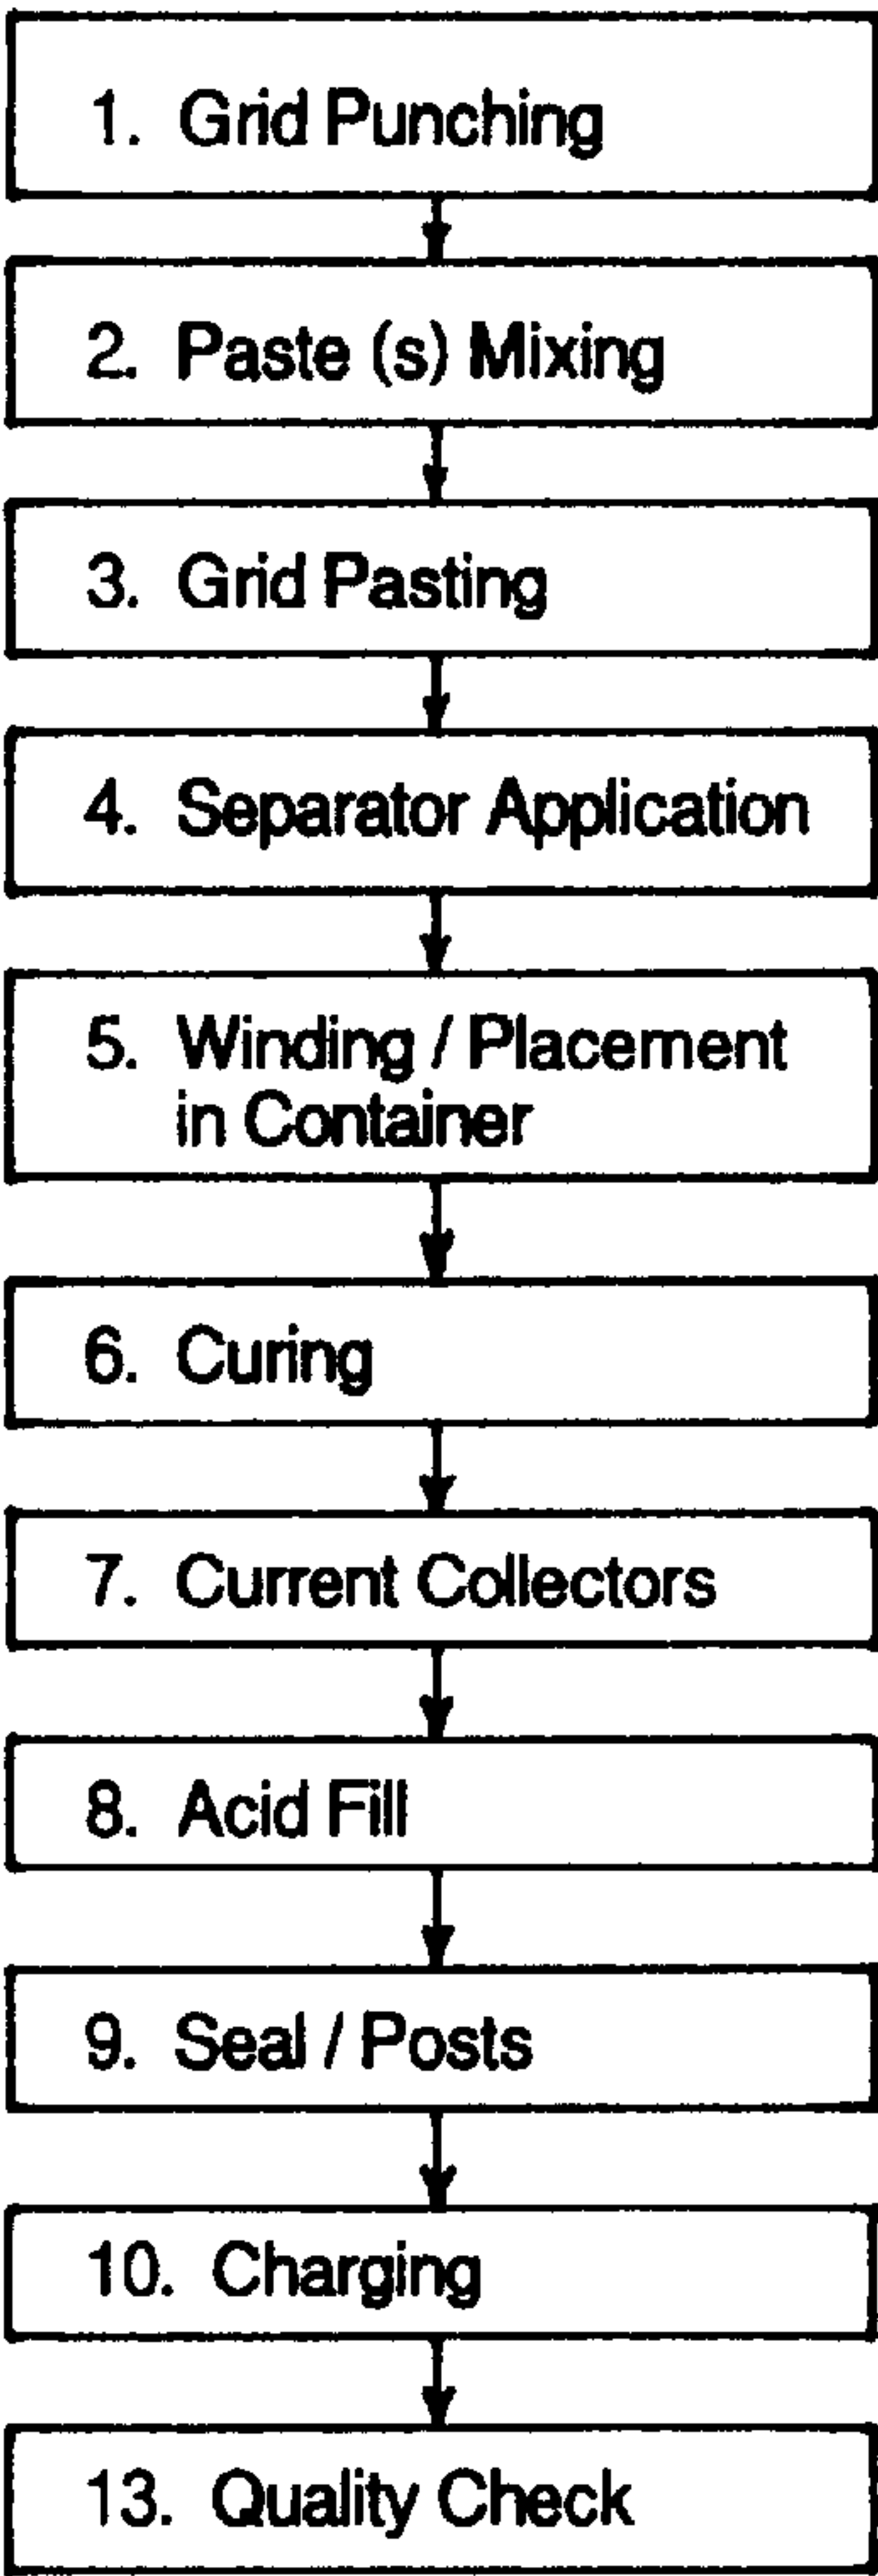 1. Grid Punching
2. Paste (s) Mixing
3. Grid Pasting
4. Separator Application
5. Winding / Placement
in Container
6. Curing
7. Current Collectors
8. Acid Fill
9. Seal / Posts
10. Charging
13. Quality Check